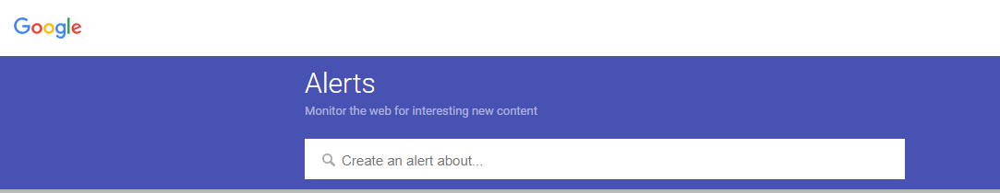 Google
Alerts
Monitor the web for interesting new content
Create an alert about...